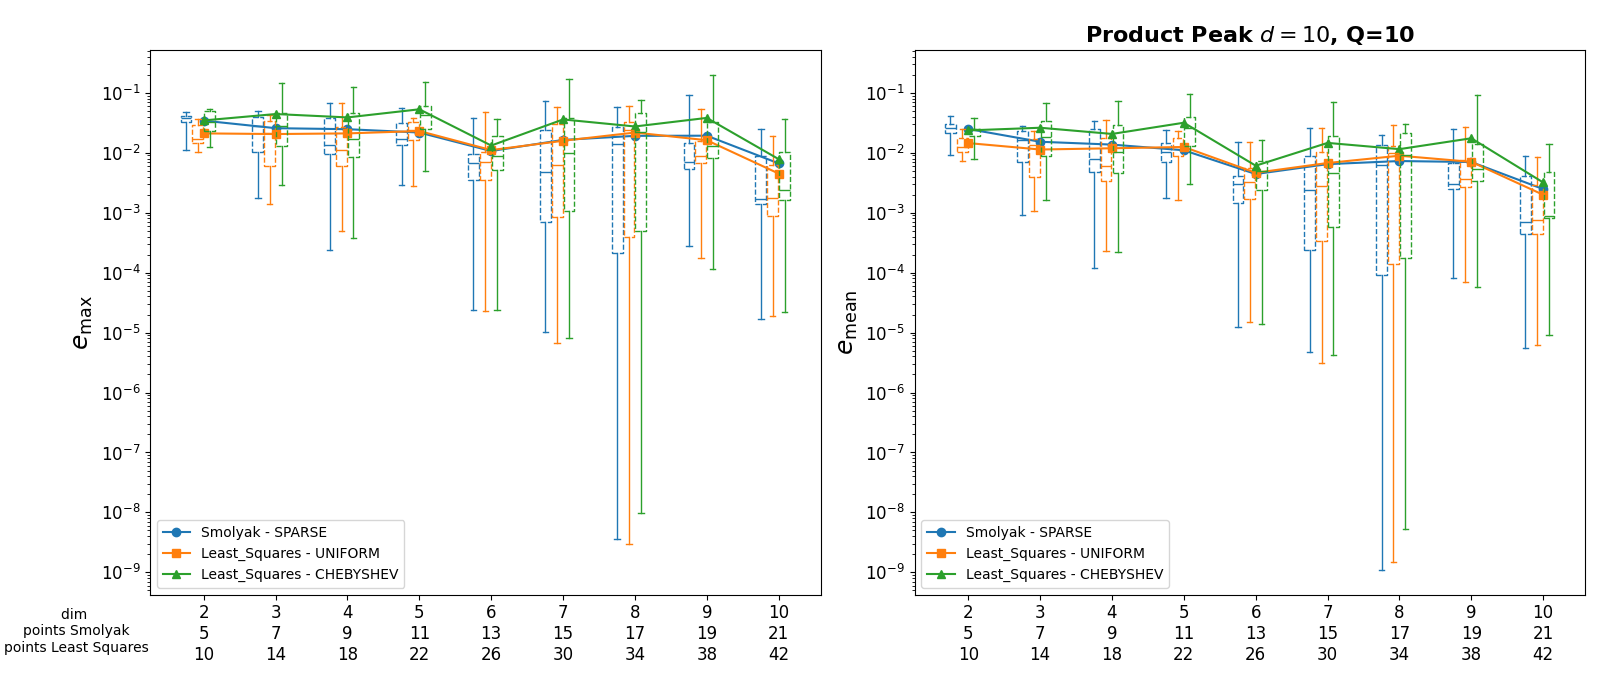 Product Peak d = 10, Q=10
10⁻¹
10⁻²
10⁻³
10⁻⁴
10⁻⁵
10⁻⁶
10⁻⁷
10⁻⁸
10⁻⁹
e_max
Smolyak - SPARSE
Least_Squares - UNIFORM
Least_Squares - CHEBYSHEV
10⁻¹
10⁻²
10⁻³
10⁻⁴
10⁻⁵
10⁻⁶
10⁻⁷
10⁻⁸
10⁻⁹
e_mean
Smolyak - SPARSE
Least_Squares - UNIFORM
Least_Squares - CHEBYSHEV
dim 2 3 4 5 6 7 8 9 10 2 3 4 5 6 7 8 9 10
points Smolyak 5 7 9 11 13 15 17 19 21 5 7 9 11 13 15 17 19 21
points Least Squares 10 14 18 22 26 30 34 38 42 10 14 18 22 26 30 34 38 42